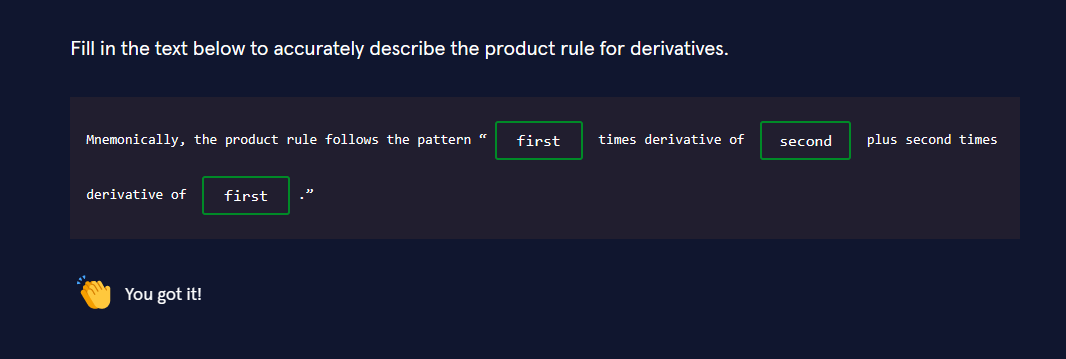 Fill in the text below to accurately describe the product rule for derivatives.
Mnemonically, the product rule follows the pattern “ first times derivative of second plus second times
derivative of first .”
You got it!